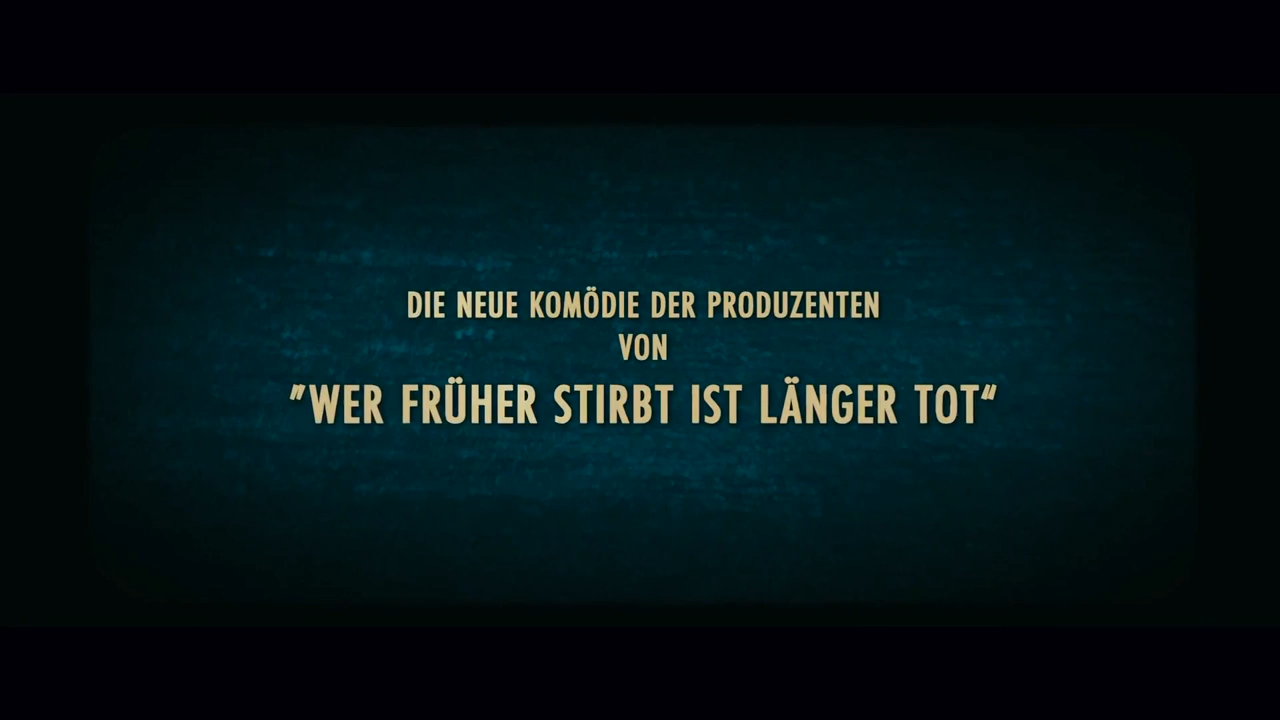 DIE NEUE KOMÖDIE DER PRODUZENTEN
VON
"WER FRÜHER STIRBT IST LÄNGER TOT“